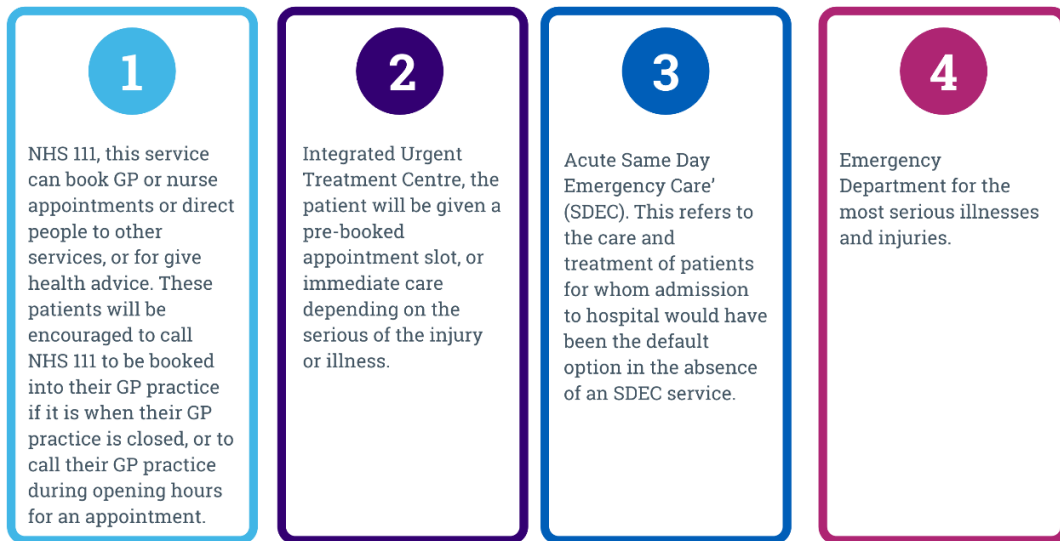 1
NHS 111, this service
can book GP or nurse
appointments or direct
people to other
services, or for give
health advice. These
patients will be
encouraged to call
NHS 111 to be booked
into their GP practice
if it is when their GP
practice is closed, or to
call their GP practice
during opening hours
for an appointment.
2
Integrated Urgent
Treatment Centre, the
patient will be given a
pre-booked
appointment slot, or
immediate care
depending on the
serious of the injury
or illness.
3
Acute Same Day
Emergency Care’
(SDEC). This refers to
the care and
treatment of patients
for whom admission
to hospital would have
been the default
option in the absence
of an SDEC service.
4
Emergency
Department for the
most serious illnesses
and injuries.